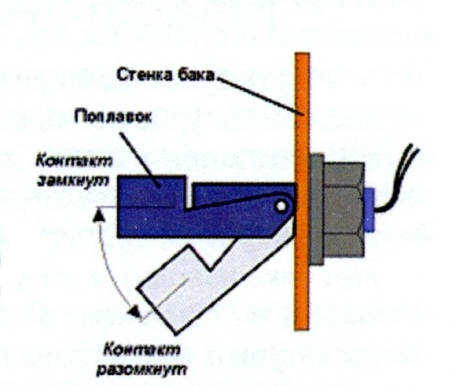 Стенка бака
Поплавок
Контакт
замкнут
Контакт
разомкнут